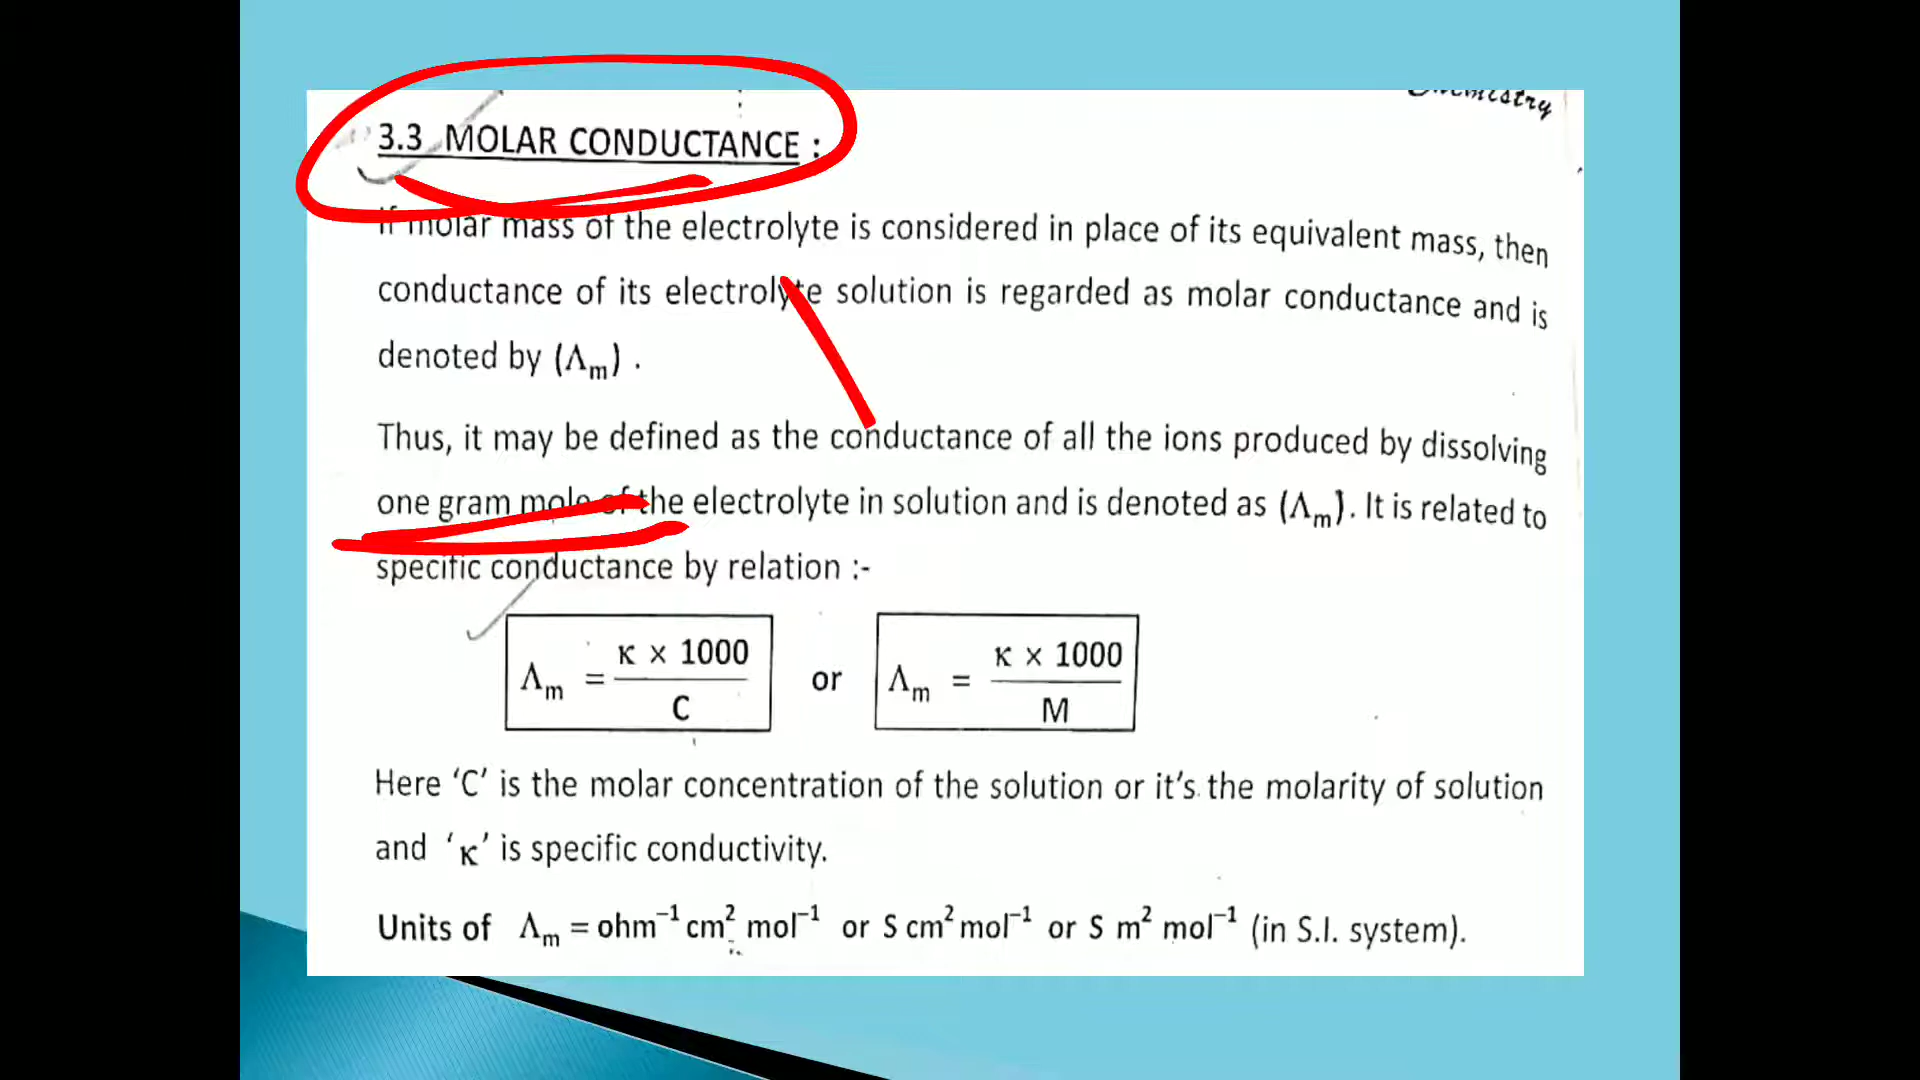 Chemistry
3.3 MOLAR CONDUCTANCE :
If molar mass of the electrolyte is considered in place of its equivalent mass, then
conductance of its electrolyte solution is regarded as molar conductance and is
denoted by (Λm) .
Thus, it may be defined as the conductance of all the ions produced by dissolving
one gram mole of the electrolyte in solution and is denoted as (Λm). It is related to
specific conductance by relation :-
Λm = κ × 1000 / C or Λm = κ × 1000 / M
Here ‘C’ is the molar concentration of the solution or it’s the molarity of solution
and ‘κ’ is specific conductivity.
Units of Λm = ohm⁻¹ cm² mol⁻¹ or S cm² mol⁻¹ or S m² mol⁻¹ (in S.I. system).